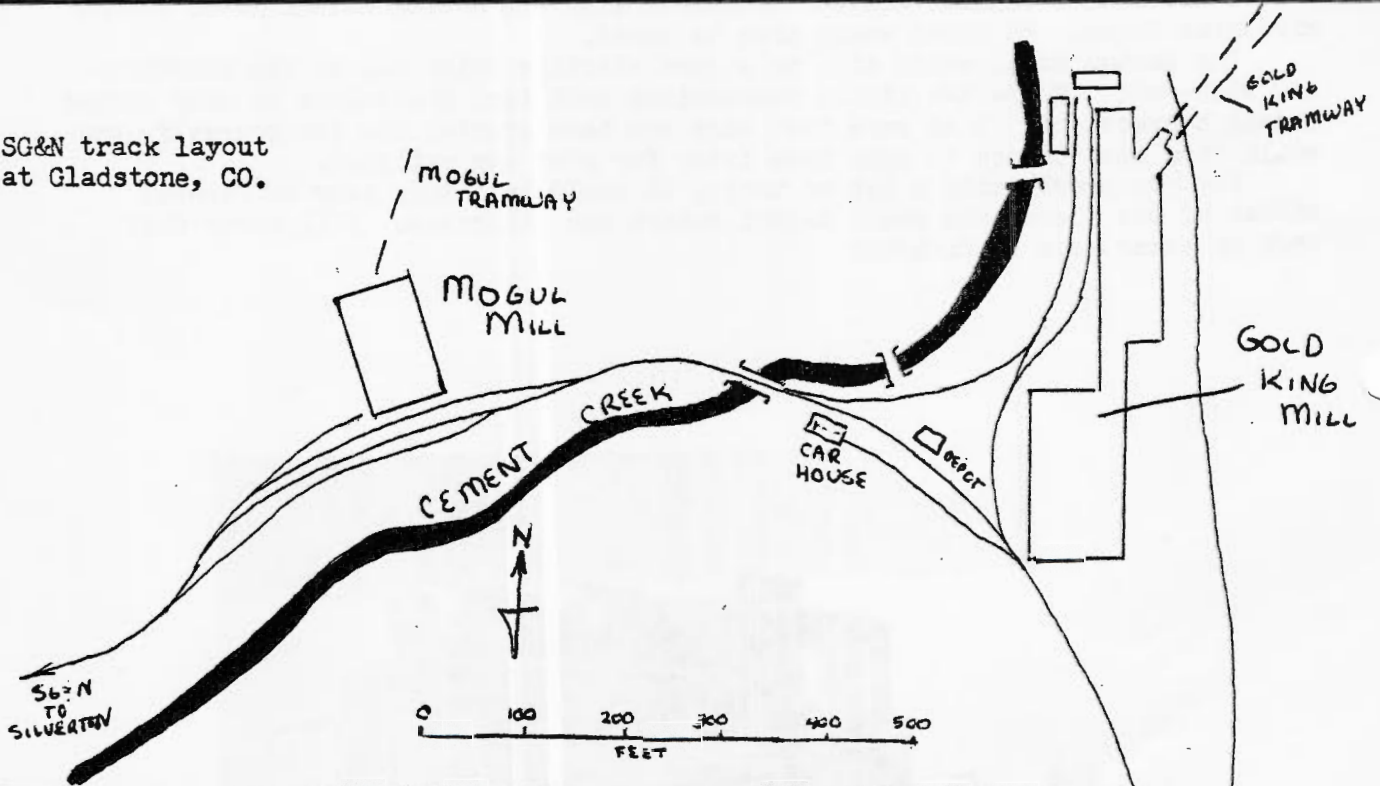 SG&N track layout
at Gladstone, CO.
MOGUL
TRAMWAY
MOGUL
MILL
GOLD
KING
TRAMWAY
GOLD
KING
MILL
CEMENT CREEK
CAR
HOUSE
DEPOT
N
SG&N
TO
SILVERTON
0 100 200 300 400 500
FEET